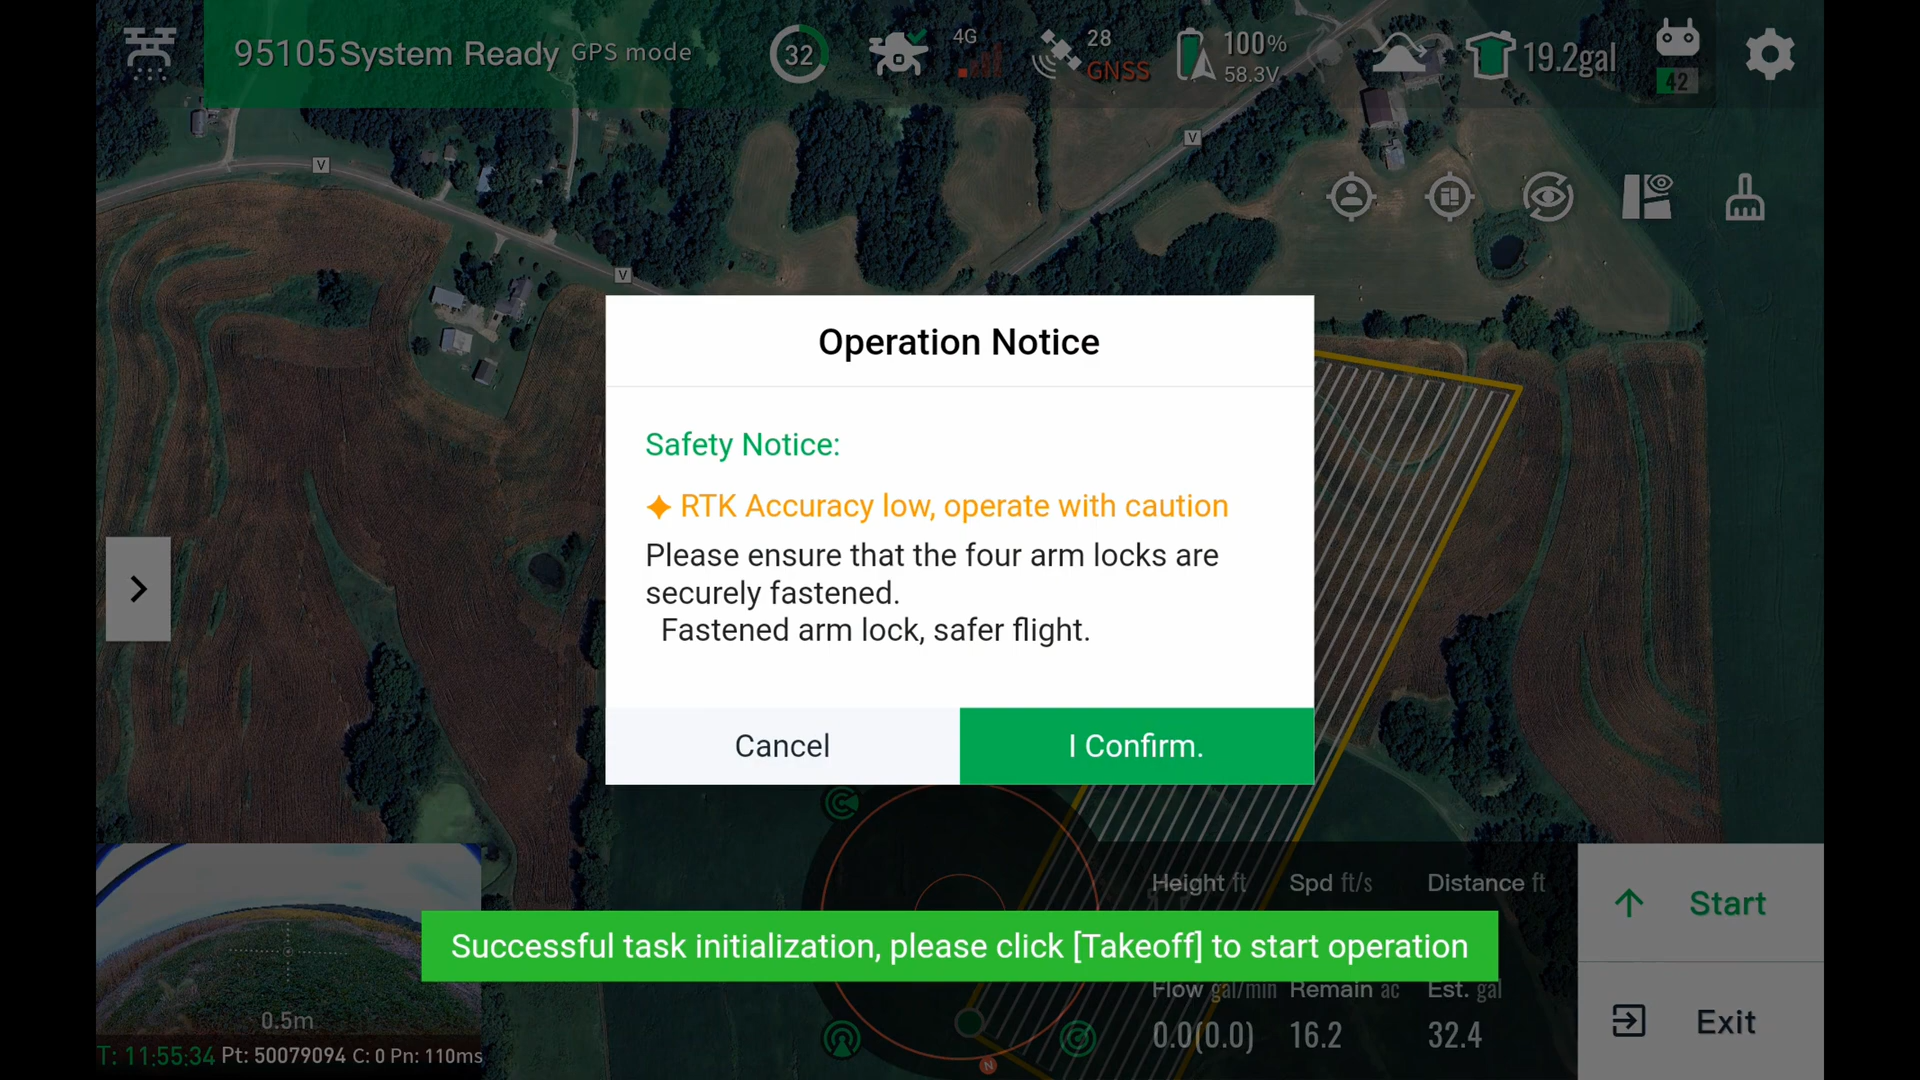 95105 System Ready GPS mode
32
4G
28
GNSS
100%
58.3V
19.2gal
42
V
V
V
Operation Notice
Safety Notice:
RTK Accuracy low, operate with caution
Please ensure that the four arm locks are
securely fastened.
Fastened arm lock, safer flight.
Cancel
I Confirm.
Height ft Spd ft/s Distance ft
Start
Successful task initialization, please click [Takeoff] to start operation
Flow gal/min Remain ac Est. gal
0.0(0.0) 16.2 32.4
Exit
0.5m
T: 11:55:34 Pt: 50079094 C: 0 Pn: 110ms
N